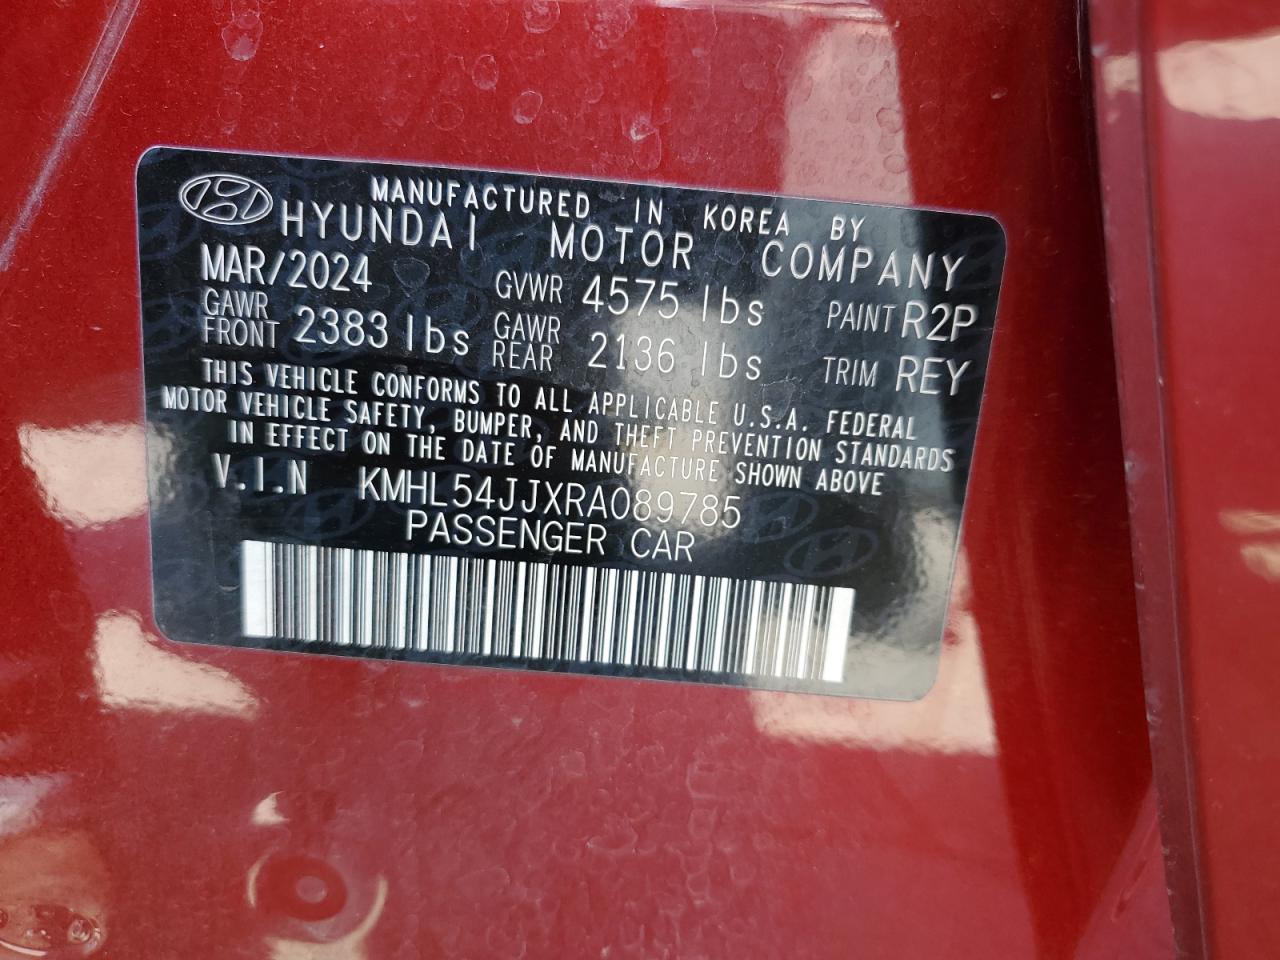 MANUFACTURED IN KOREA BY
HYUNDAI MOTOR COMPANY
MAR/2024 GVWR 4575 lbs PAINT R2P
GAWR FRONT 2383 lbs GAWR REAR 2136 lbs TRIM REY
THIS VEHICLE CONFORMS TO ALL APPLICABLE U.S.A. FEDERAL
MOTOR VEHICLE SAFETY, BUMPER, AND THEFT PREVENTION STANDARDS
IN EFFECT ON THE DATE OF MANUFACTURE SHOWN ABOVE
V.I.N KMHL54JJXRA089785
PASSENGER CAR